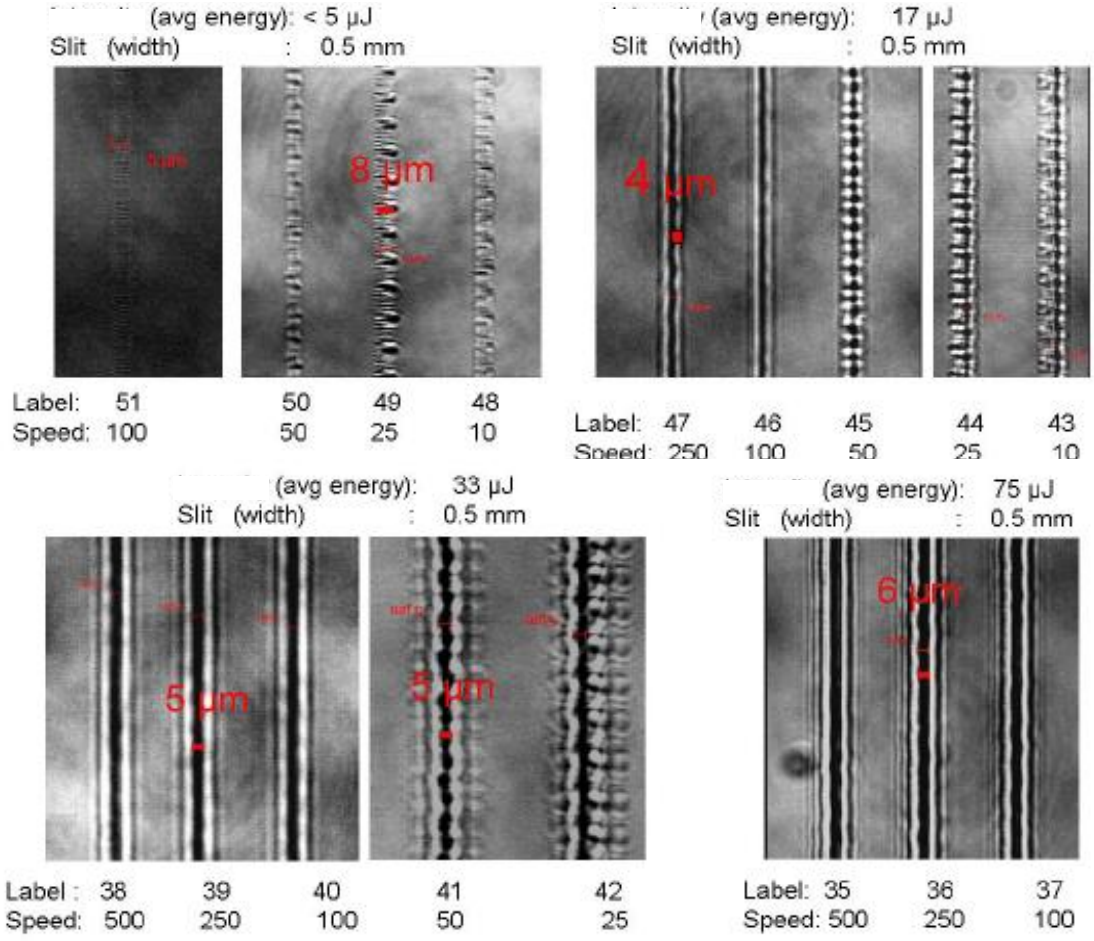 (avg energy): < 5 µJ
Slit (width) : 0.5 mm
8 µm
Label: 51 50 49 48
Speed: 100 50 25 10
(avg energy): 17 µJ
Slit (width) : 0.5 mm
4 µm
Label: 47 46 45 44 43
Speed: 250 100 50 25 10
(avg energy): 33 µJ
Slit (width) : 0.5 mm
5 µm
5 µm
Label : 38 39 40 41 42
Speed: 500 250 100 50 25
(avg energy): 75 µJ
Slit (width) : 0.5 mm
6 µm
Label: 35 36 37
Speed: 500 250 100